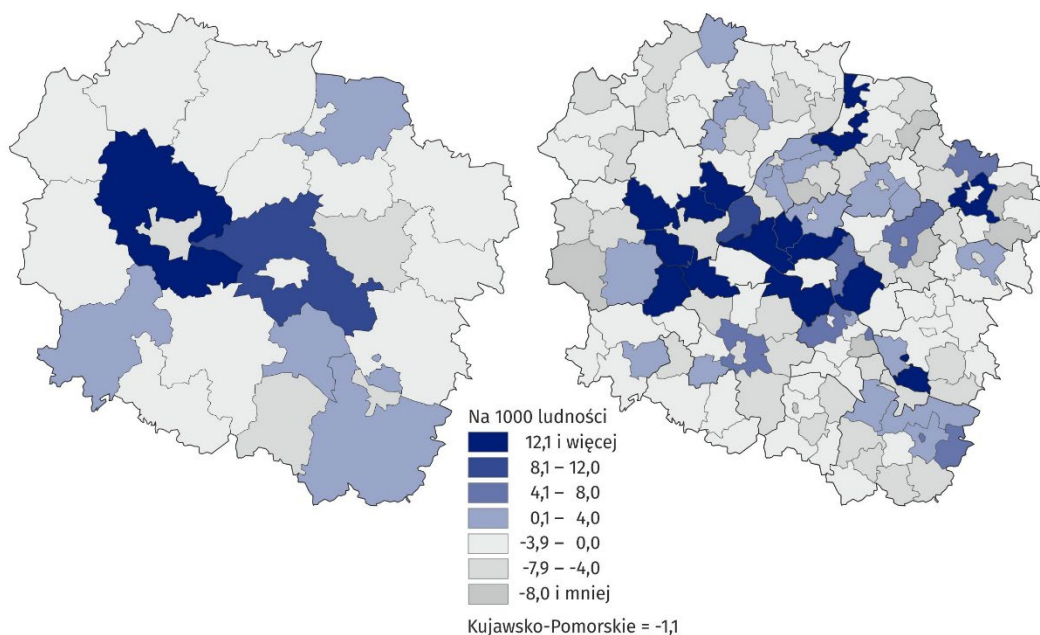 Na 1000 ludności
12,1 i więcej
8,1 – 12,0
4,1 – 8,0
0,1 – 4,0
-3,9 – 0,0
-7,9 – -4,0
-8,0 i mniej
Kujawsko-Pomorskie = -1,1